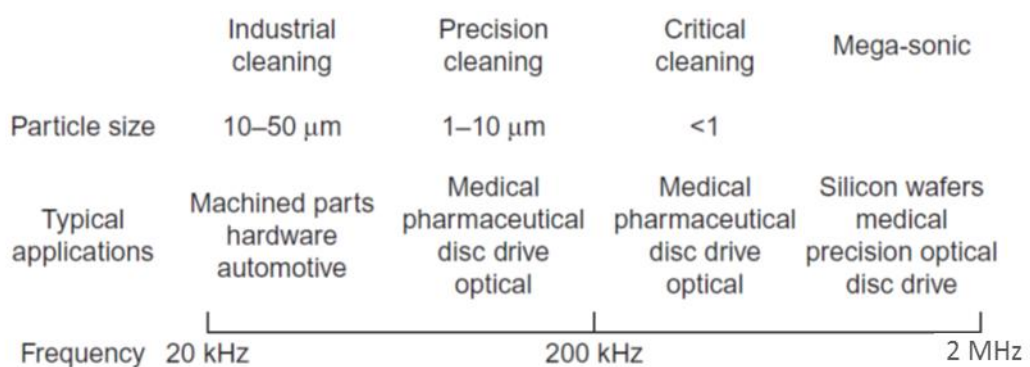 Industrial cleaning Precision cleaning Critical cleaning Mega-sonic
Particle size 10–50 μm 1–10 μm <1
Typical applications Machined parts hardware automotive Medical pharmaceutical disc drive optical Medical pharmaceutical disc drive optical Silicon wafers medical precision optical disc drive
Frequency 20 kHz 200 kHz 2 MHz